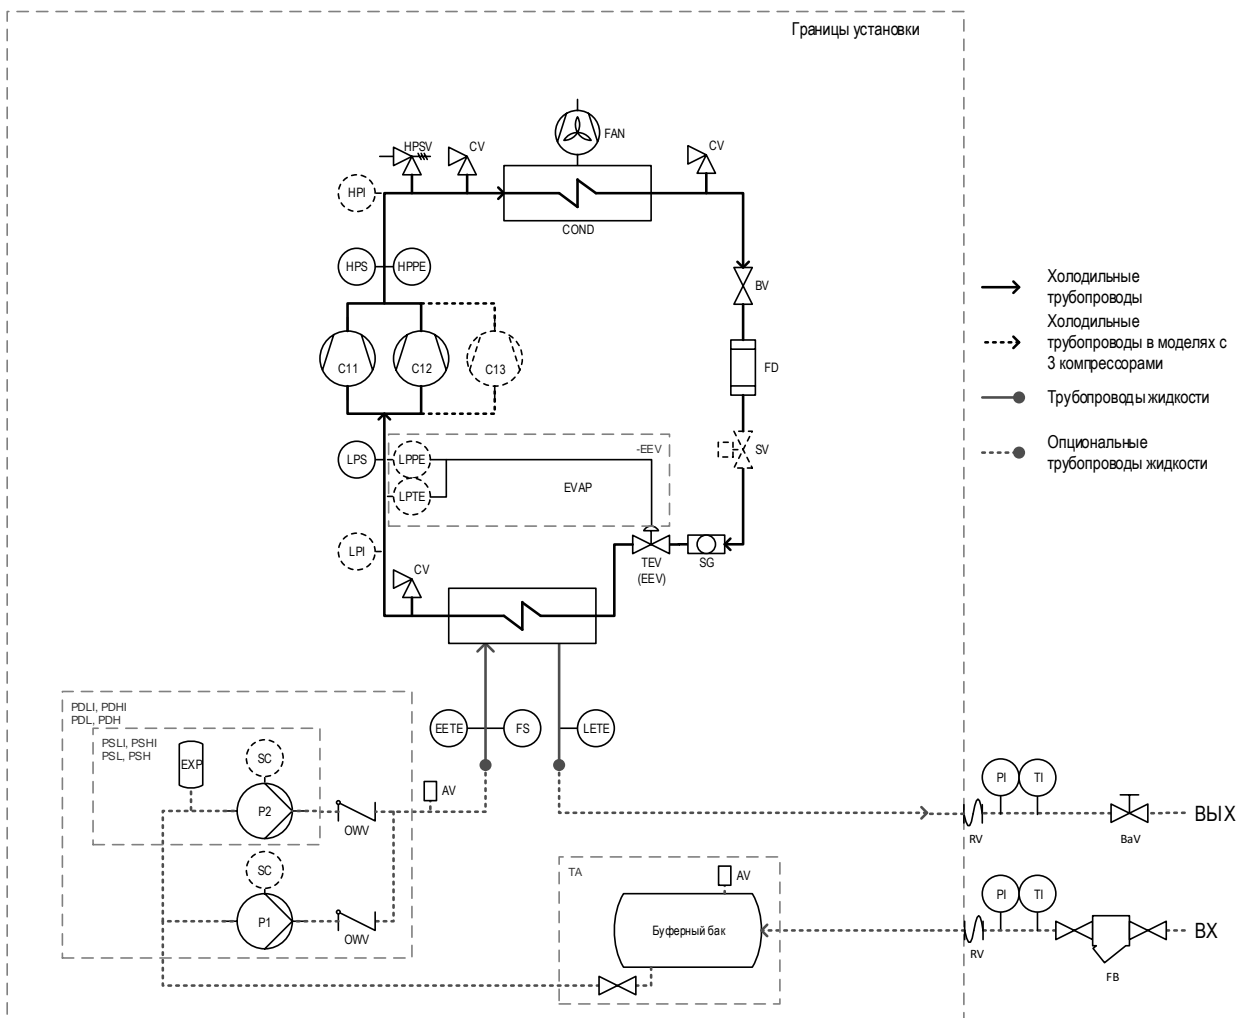 Границы установки
FAN
HPSV
CV
CV
HPI
COND
HPS
HPPE
BV
C11
C12
C13
FD
LPS
LPPE
-EEV
SV
EVAP
LPTE
LPI
TEV
(EEV)
SG
CV
Холодильные
трубопроводы
Холодильные
трубопроводы в моделях с
3 компрессорами
Трубопроводы жидкости
Опциональные
трубопроводы жидкости
PDLI, PDHI
PDL, PDH
PSLI, PSHI
PSL, PSH
EETE
FS
LETE
EXP
SC
AV
P2
OWV
SC
P1
OWV
TA
AV
Буферный бак
PI
TI
RV
BaV
ВЫХ
PI
TI
RV
FB
ВХ